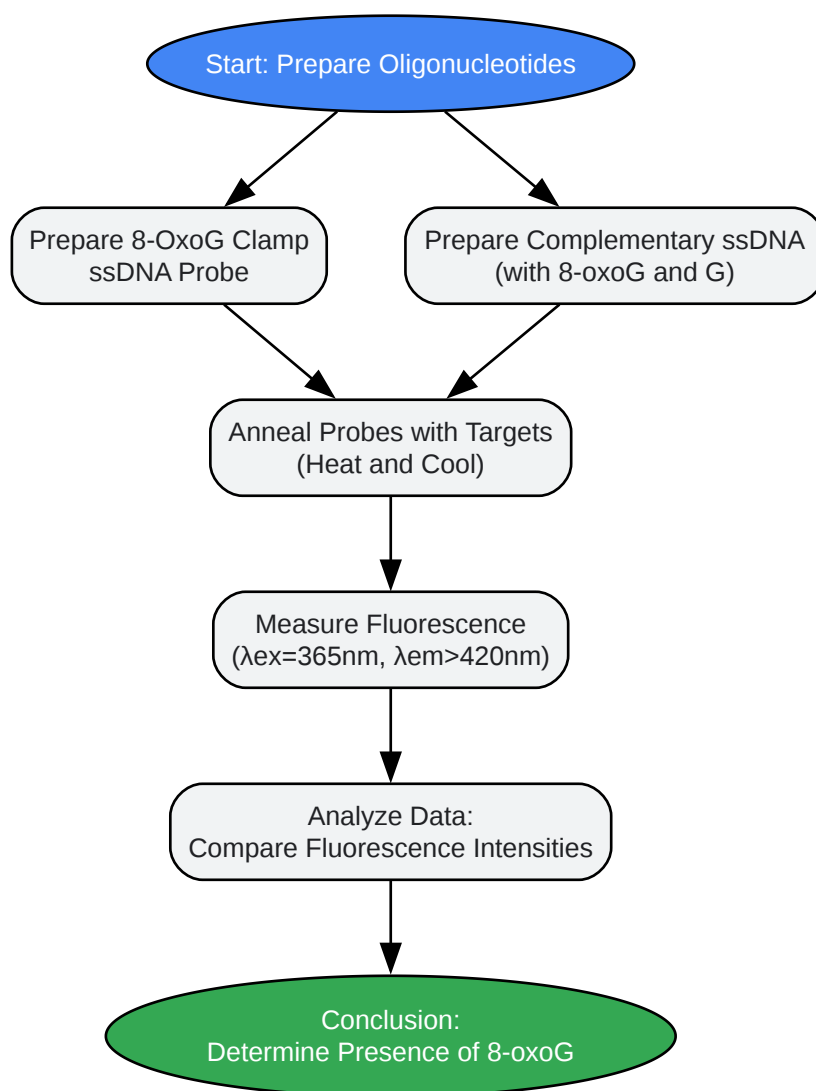 Start: Prepare Oligonucleotides
Prepare 8-OxoG Clamp
ssDNA Probe
Prepare Complementary ssDNA
(with 8-oxoG and G)
Anneal Probes with Targets
(Heat and Cool)
Measure Fluorescence
(λex=365nm, λem>420nm)
Analyze Data:
Compare Fluorescence Intensities
Conclusion:
Determine Presence of 8-oxoG